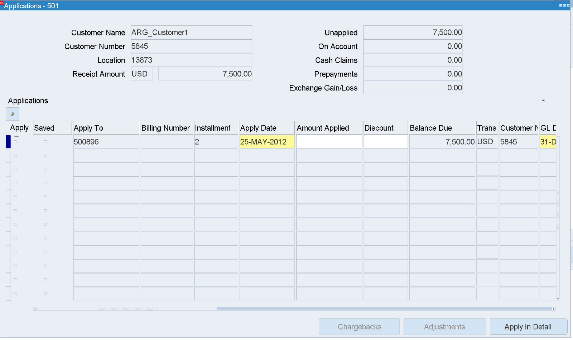 Applications - 501
Customer Name ARG_Customer1 Unapplied 7,500.00
Customer Number 5845 On Account 0.00
Location 13873 Cash Claims 0.00
Receipt Amount USD 7,500.00 Prepayments 0.00
Exchange Gain/Loss 0.00
Applications
Apply Saved Apply To Billing Number Installment Apply Date Amount Applied Discount Balance Due Trans Customer N GL D
500896 2 25-MAY-2012 7,500.00 USD 5845 31-D
Chargebacks Adjustments Apply in Detail